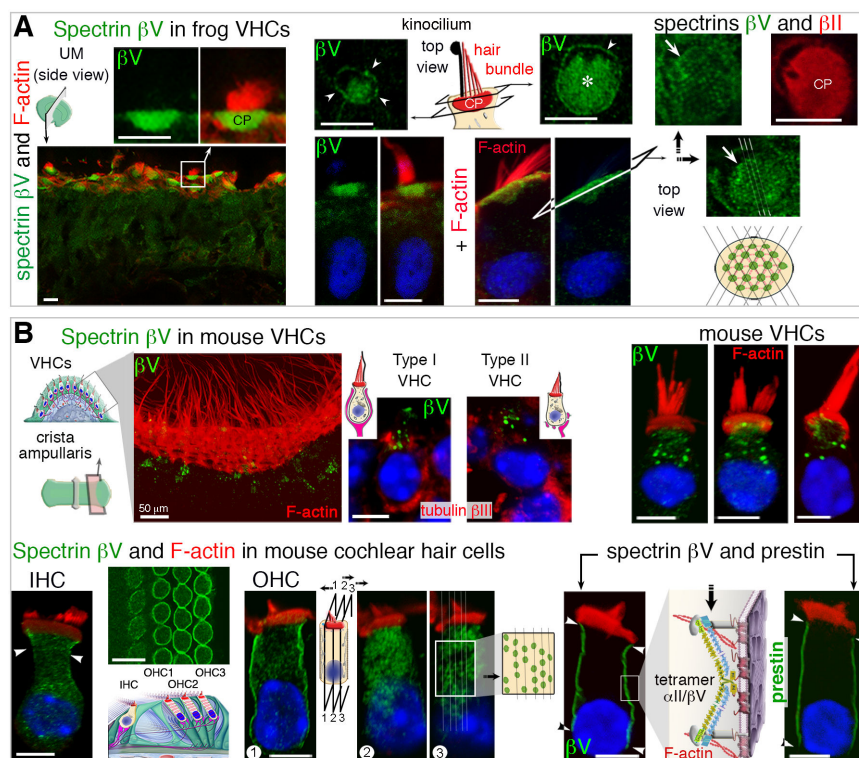 A
Spectrin βV in frog VHCs
UM
(side view)
βV
CP
spectrin βV and F-actin
kinocilium
βV
top
view
hair
bundle
CP
βV
*
spectrins βV and βII
CP
βV
+ F-actin
F-actin
top
view
B
Spectrin βV in mouse VHCs
VHCs
crista
ampullaris
βV
50 µm
F-actin
Type I
VHC
βV
Type II
VHC
tubulin βIII
mouse VHCs
βV
F-actin
Spectrin βV and F-actin in mouse cochlear hair cells
IHC
OHC1
OHC2
OHC3
IHC
OHC
1 2 3
1 2 3
1
2
3
spectrin βV and prestin
βV
tetramer
αII/βV
F-actin
prestin